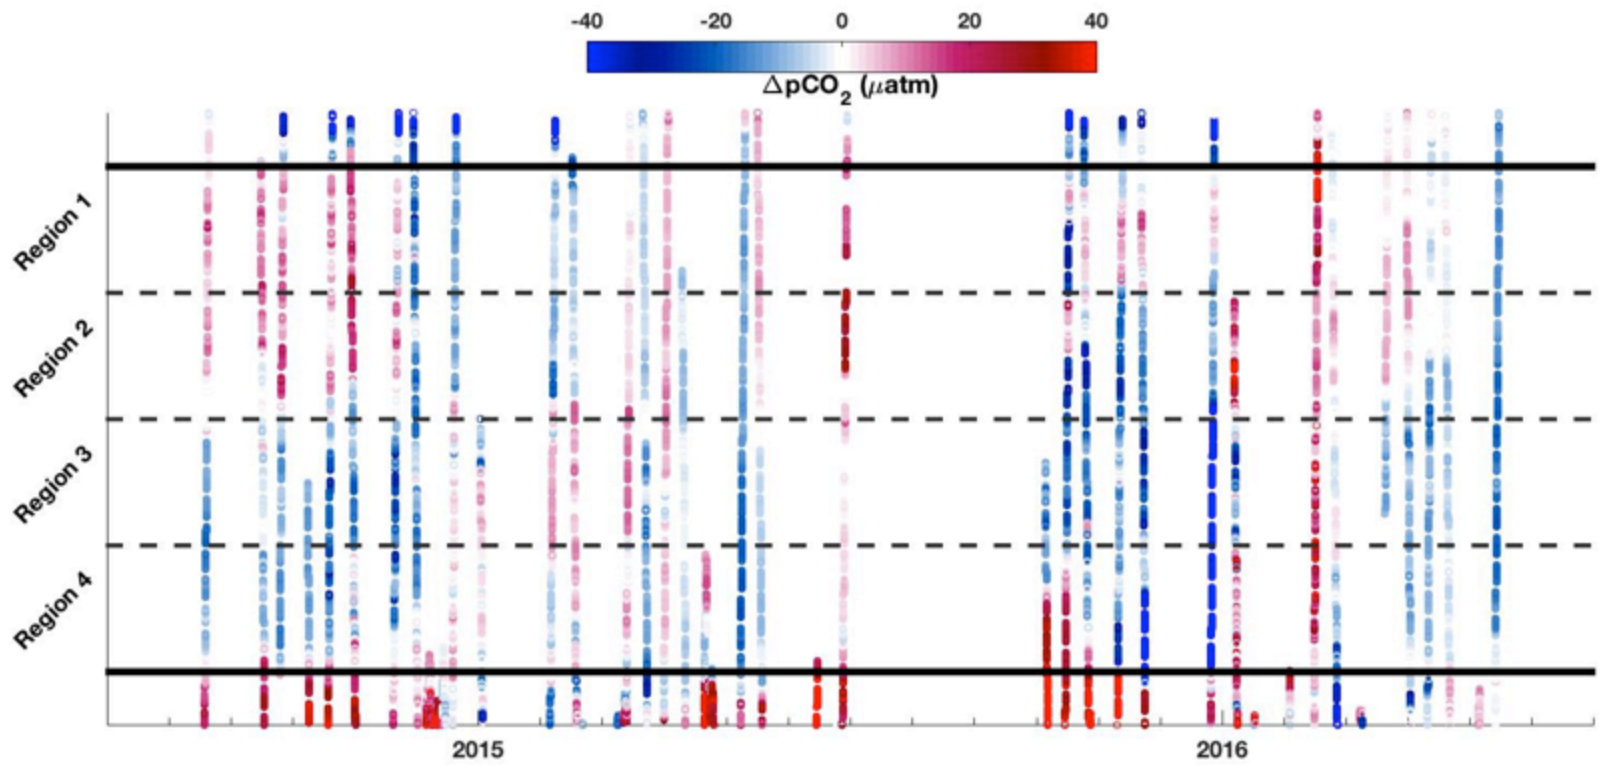 -40 -20 0 20 40
ΔpCO2 (μatm)
Region 1
Region 2
Region 3
Region 4
2015 2016